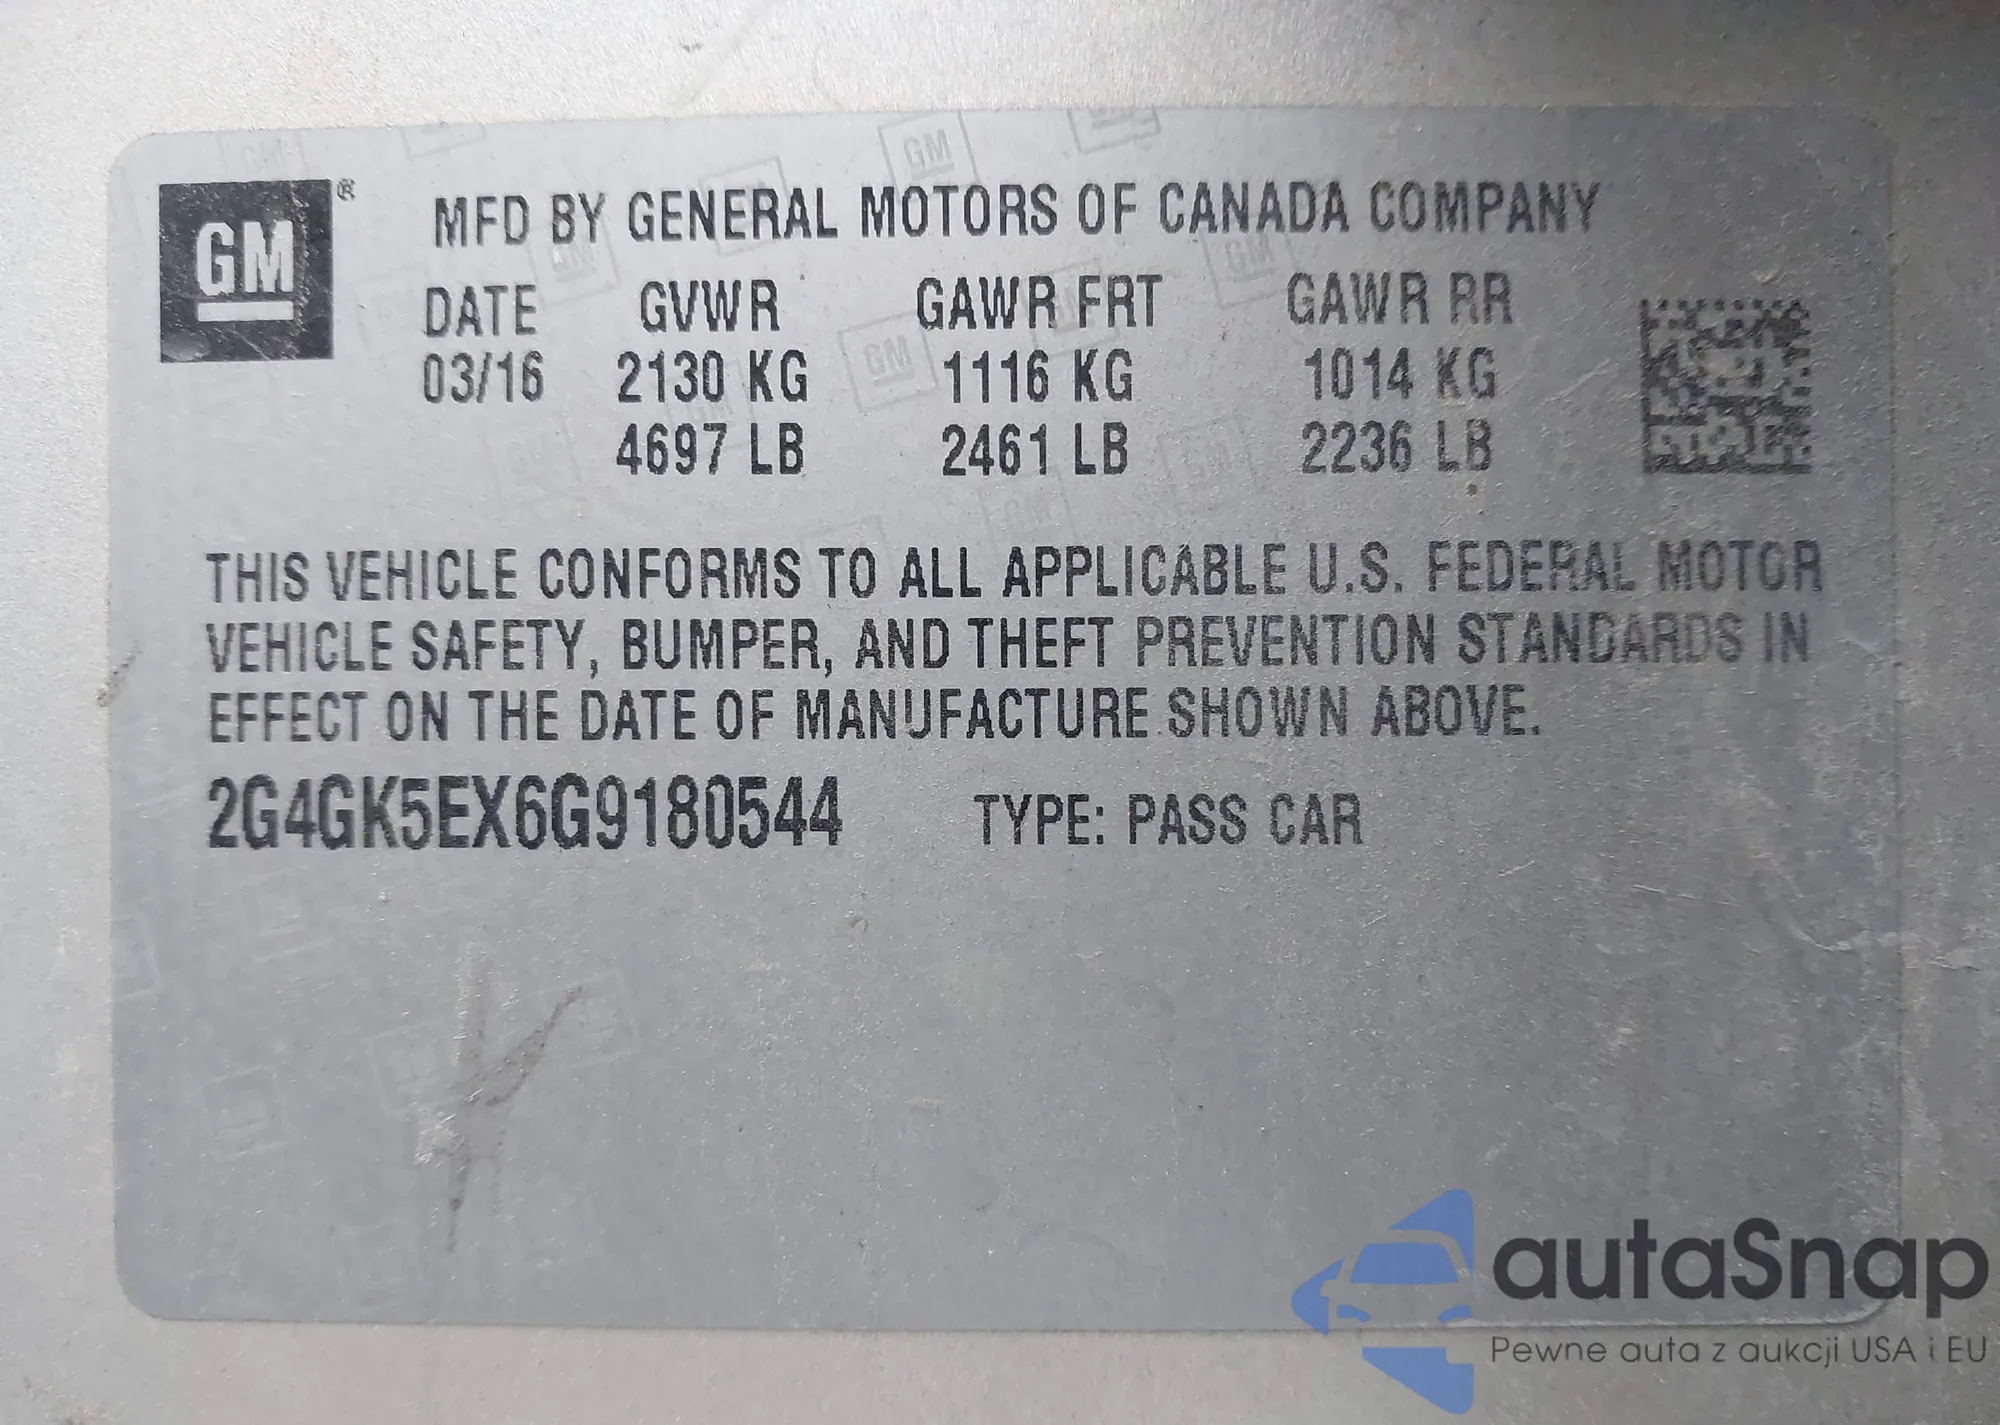 GM ®
MFD BY GENERAL MOTORS OF CANADA COMPANY
DATE GVWR GAWR FRT GAWR RR
03/16 2130 KG 1116 KG 1014 KG
4697 LB 2461 LB 2236 LB
THIS VEHICLE CONFORMS TO ALL APPLICABLE U.S. FEDERAL MOTOR
VEHICLE SAFETY, BUMPER, AND THEFT PREVENTION STANDARDS IN
EFFECT ON THE DATE OF MANUFACTURE SHOWN ABOVE.
2G4GK5EX6G9180544 TYPE: PASS CAR
autaSnap
Pewne auta z aukcji USA i EU